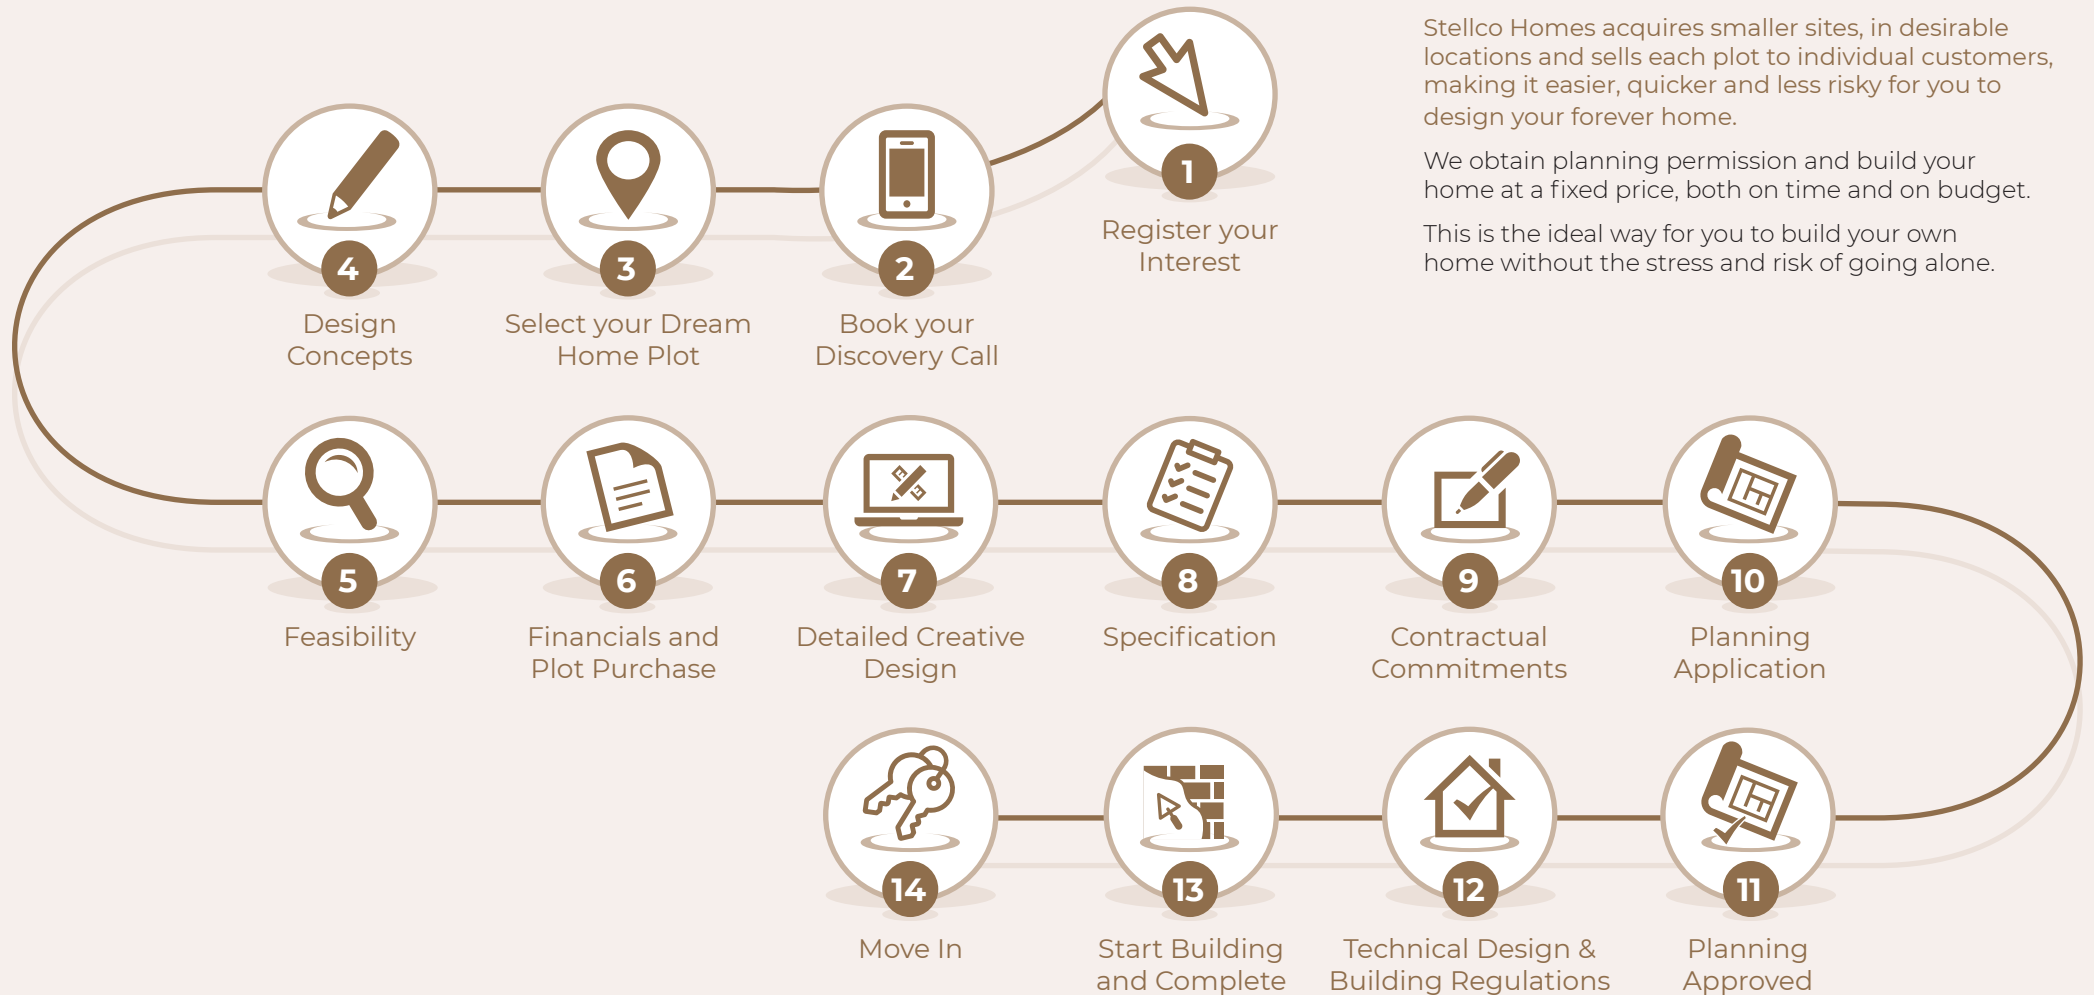 Stellco Homes acquires smaller sites, in desirable
locations and sells each plot to individual customers,
making it easier, quicker and less risky for you to
design your forever home.
We obtain planning permission and build your
home at a fixed price, both on time and on budget.
This is the ideal way for you to build your own
home without the stress and risk of going alone.
1
Register your
Interest
2
Book your
Discovery Call
3
Select your Dream
Home Plot
4
Design
Concepts
5
Feasibility
6
Financials and
Plot Purchase
7
Detailed Creative
Design
8
Specification
9
Contractual
Commitments
10
Planning
Application
11
Planning
Approved
12
Technical Design &
Building Regulations
13
Start Building
and Complete
14
Move In